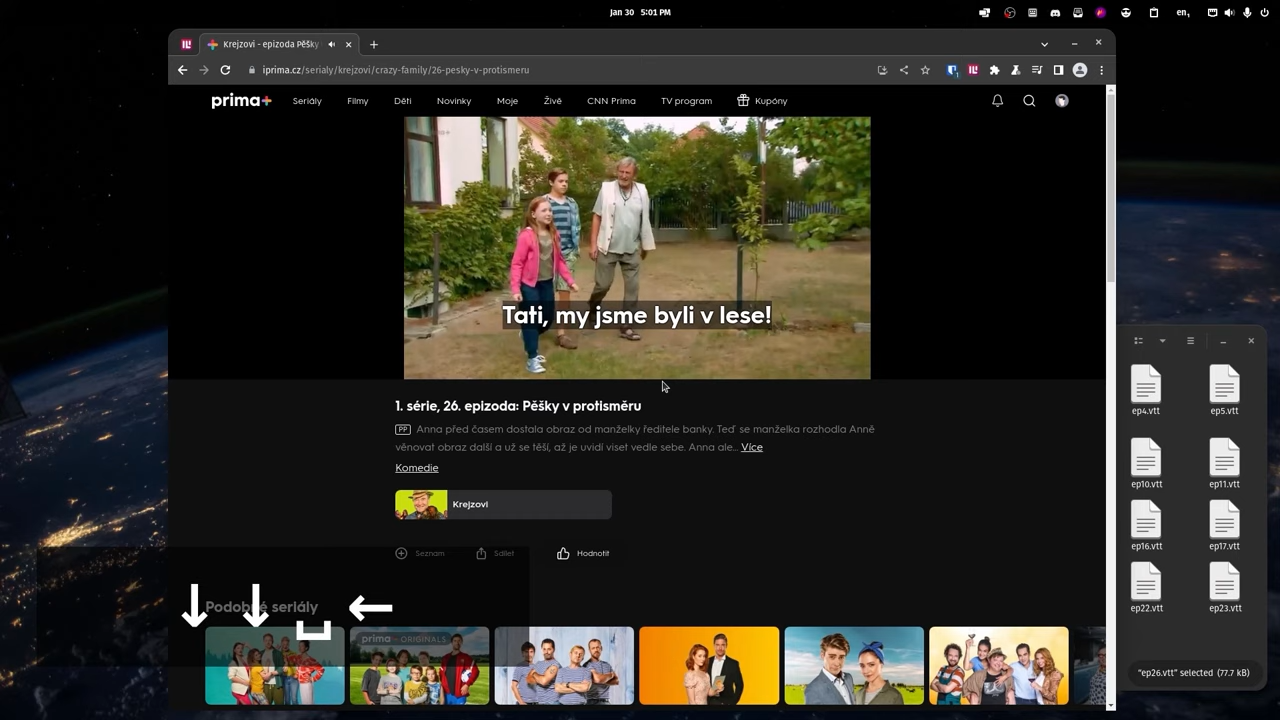 Jan 30 5:01 PM
en,
Krejzovi - epizoda Pěšky
iprima.cz/serialy/krejzovi/crazy-family/26-pesky-v-protismeru
prima+ Seriály Filmy Děti Novinky Moje Živě CNN Prima TV program Kupóny
Tati, my jsme byli v lese!
1. série, 26. epizoda: Pěšky v protisměru
PP Anna před časem dostala obraz od manželky ředitele banky. Teď se manželka rozhodla Anně
věnovat obraz další a už se těší, až je uvidí viset vedle sebe. Anna ale... Více
Komedie
Krejzovi
Seznam Sdílet Hodnotit
Podobné seriály
prima ORIGINALS
ep4.vtt ep5.vtt
ep10.vtt ep11.vtt
ep16.vtt ep17.vtt
ep22.vtt ep23.vtt
"ep26.vtt" selected (77.7 kB)